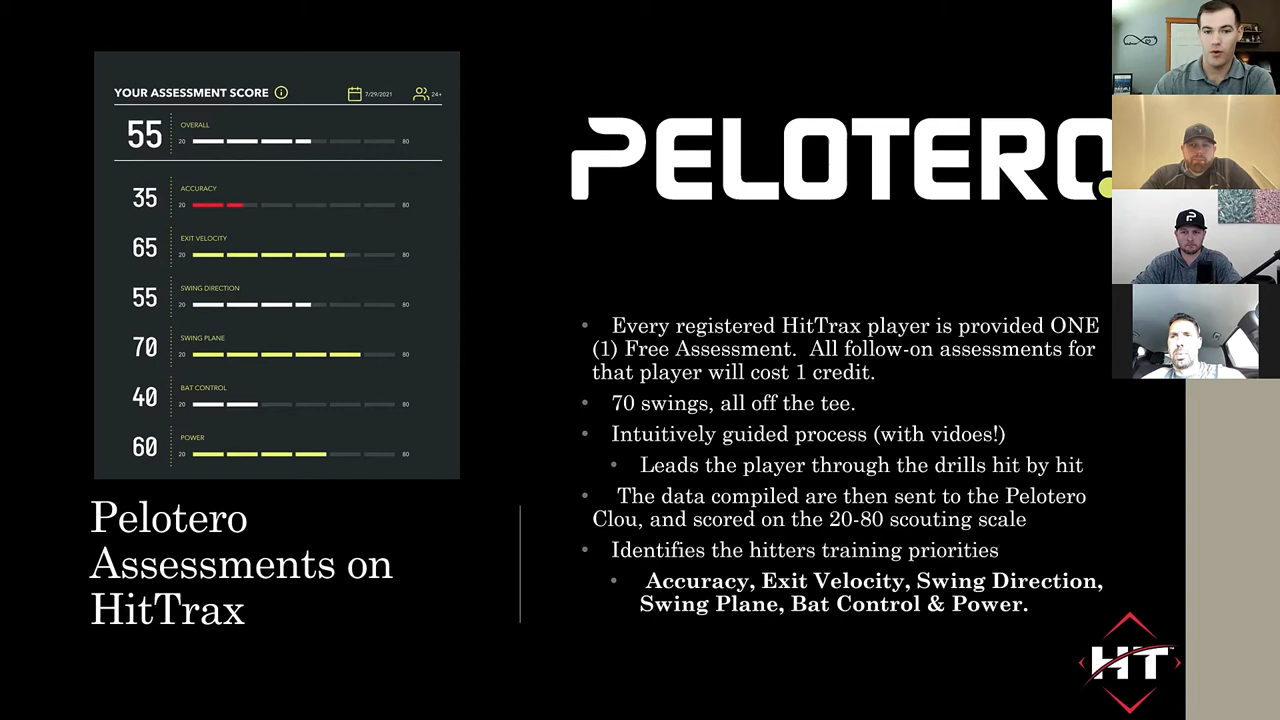 YOUR ASSESSMENT SCORE
7/29/2021
24+
55
OVERALL
20
80
35
ACCURACY
20
80
65
EXIT VELOCITY
20
80
55
SWING DIRECTION
20
80
70
SWING PLANE
20
80
40
BAT CONTROL
20
80
60
POWER
20
80
Pelotero
Assessments on
HitTrax
PELOTERO
• Every registered HitTrax player is provided ONE
(1) Free Assessment. All follow-on assessments for
that player will cost 1 credit.
• 70 swings, all off the tee.
• Intuitively guided process (with vidoes!)
• Leads the player through the drills hit by hit
• The data compiled are then sent to the Pelotero
Clou, and scored on the 20-80 scouting scale
• Identifies the hitters training priorities
• Accuracy, Exit Velocity, Swing Direction,
Swing Plane, Bat Control & Power.
HT